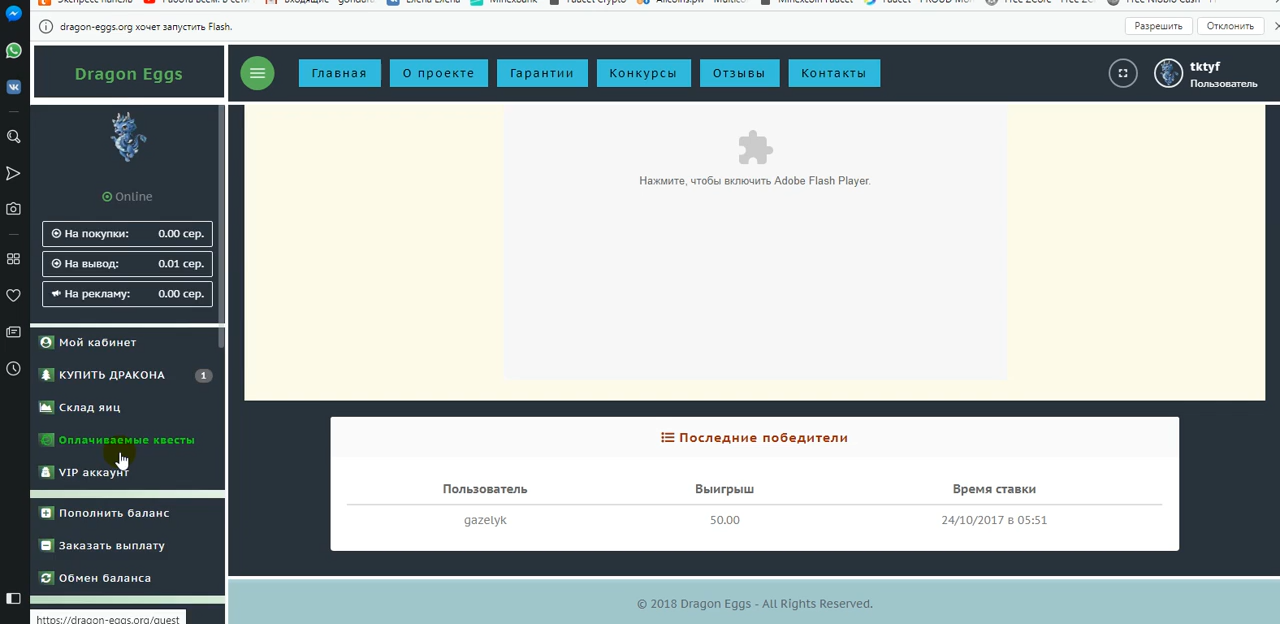 dragon-eggs.org хочет запустить Flash.
Разрешить
Отклонить
Dragon Eggs
Главная
О проекте
Гарантии
Конкурсы
Отзывы
Контакты
tktyf
Пользователь
Online
На покупки: 0.00 сер.
На вывод: 0.01 сер.
На рекламу: 0.00 сер.
Мой кабинет
КУПИТЬ ДРАКОНА 1
Склад яиц
Оплачиваемые квесты
VIP аккаунт
Пополнить баланс
Заказать выплату
Обмен баланса
https://dragon-eggs.org/quest
Нажмите, чтобы включить Adobe Flash Player.
Последние победители
Пользователь Выигрыш Время ставки
gazelyk 50.00 24/10/2017 в 05:51
© 2018 Dragon Eggs - All Rights Reserved.